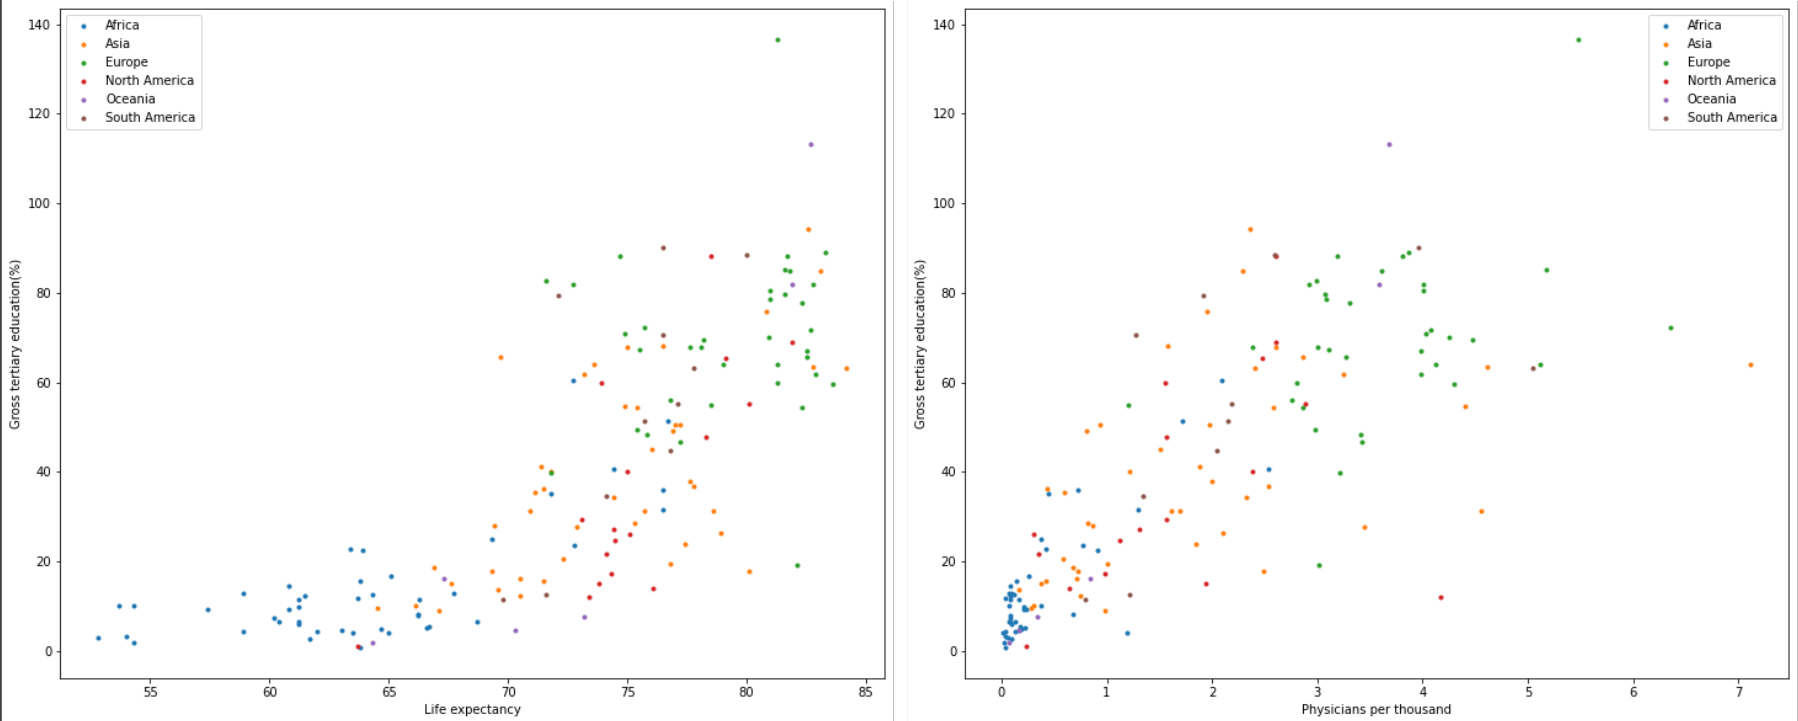 140
120
100
80
60
40
20
0
Gross tertiary education(%)
Africa
Asia
Europe
North America
Oceania
South America
55 60 65 70 75 80 85
Life expectancy
140
120
100
80
60
40
20
0
Gross tertiary education(%)
Africa
Asia
Europe
North America
Oceania
South America
0 1 2 3 4 5 6 7
Physicians per thousand